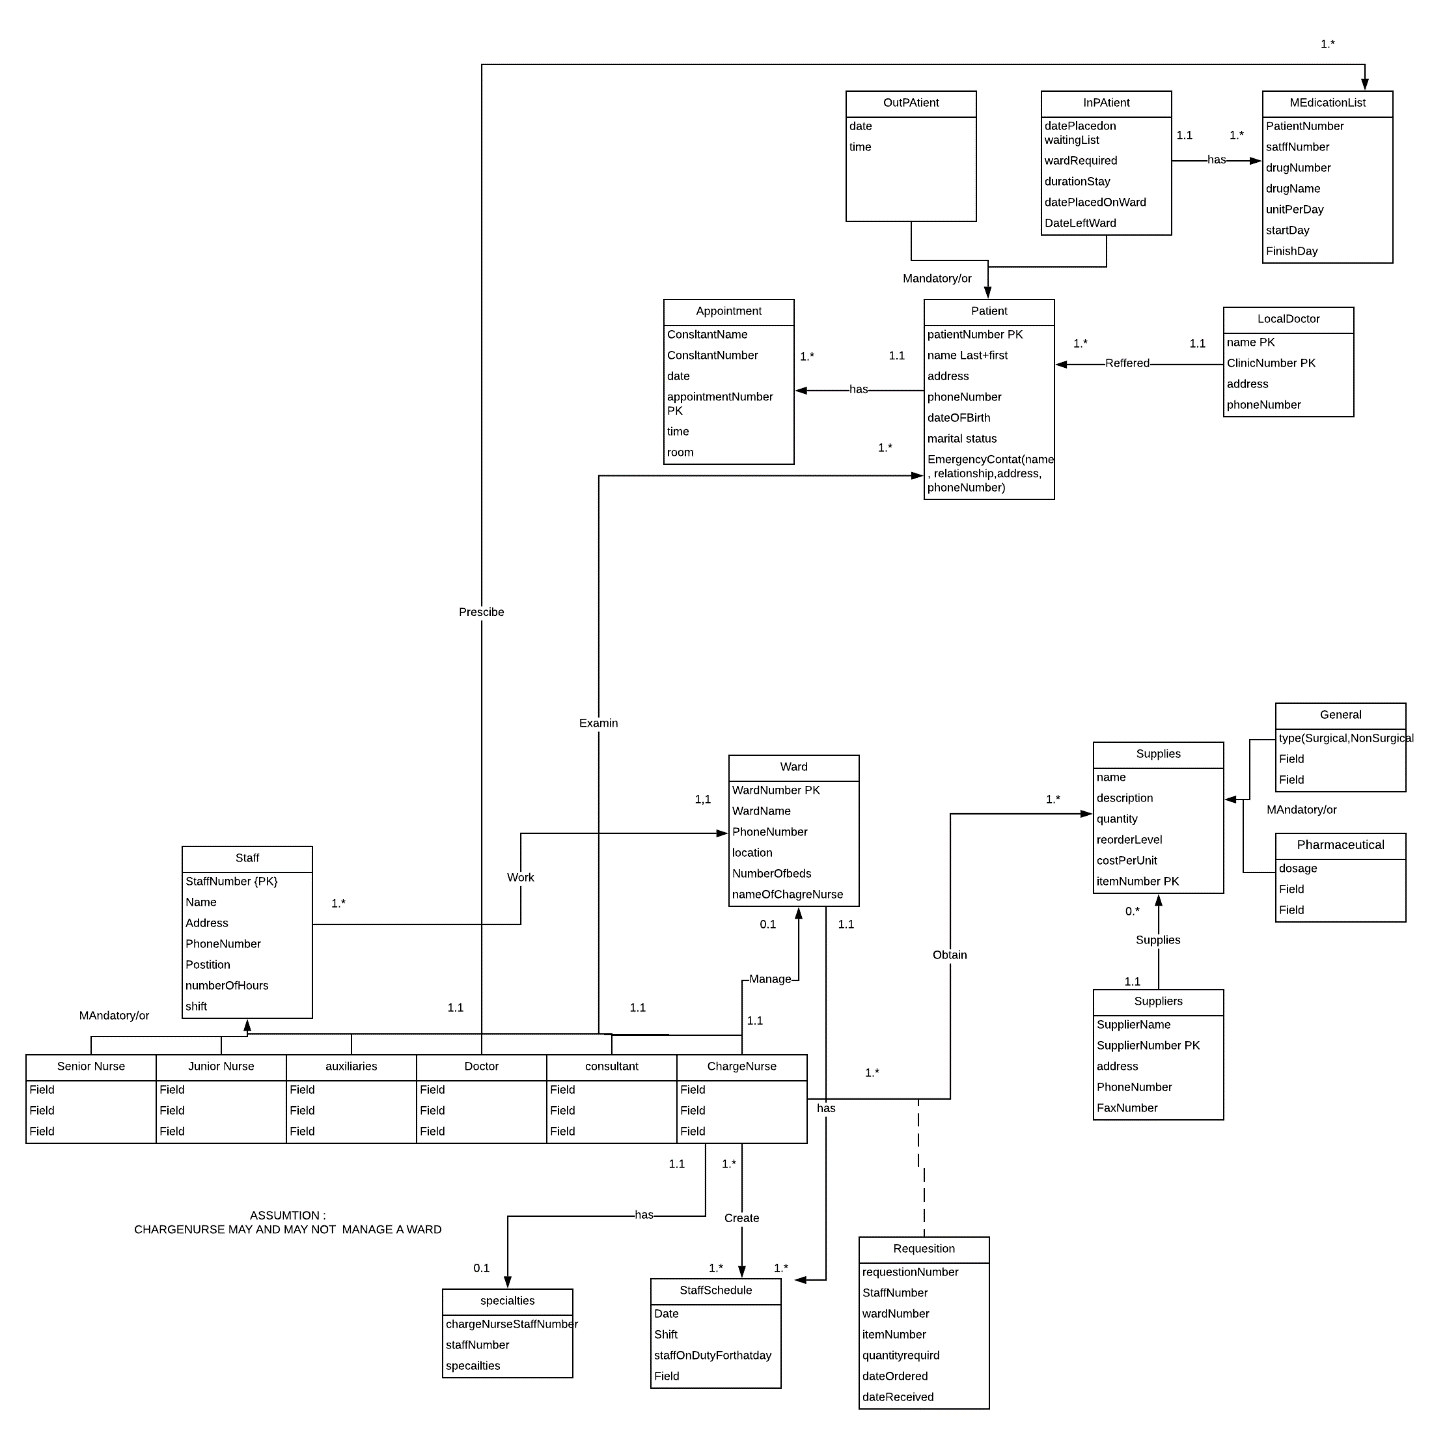 1.*
OutPAtient
date
time
InPAtient
datePlacedon
waitingList
wardRequired
durationStay
datePlacedOnWard
DateLeftWard
1.1
1.*
has
MEdicationList
PatientNumber
satffNumber
drugNumber
drugName
unitPerDay
startDay
FinishDay
Mandatory/or
Appointment
ConsltantName
ConsltantNumber
date
appointmentNumber
PK
time
room
1.*
1.1
has
1.*
Patient
patientNumber PK
name Last+first
address
phoneNumber
dateOFBirth
marital status
EmergencyContat(name
, relationship,address,
phoneNumber)
1.*
1.1
Reffered
LocalDoctor
name PK
ClinicNumber PK
address
phoneNumber
Prescibe
Examin
Ward
WardNumber PK
WardName
PhoneNumber
location
NumberOfbeds
nameOfChagreNurse
1,1
Work
1.*
Staff
StaffNumber {PK}
Name
Address
PhoneNumber
Postition
numberOfHours
shift
0.1
1.1
Manage
1.1
1.1
1.1
MAndatory/or
Supplies
name
description
quantity
reorderLevel
costPerUnit
itemNumber PK
1.*
General
type(Surgical,NonSurgical
Field
Field
MAndatory/or
Pharmaceutical
dosage
Field
Field
0.*
Supplies
1.1
Suppliers
SupplierName
SupplierNumber PK
address
PhoneNumber
FaxNumber
Obtain
1.*
has
Senior Nurse
Field
Field
Field
Junior Nurse
Field
Field
Field
auxiliaries
Field
Field
Field
Doctor
Field
Field
Field
consultant
Field
Field
Field
ChargeNurse
Field
Field
Field
1.1
1.*
has
Create
ASSUMTION :
CHARGENURSE MAY AND MAY NOT MANAGE A WARD
0.1
1.*
1.*
specialties
chargeNurseStaffNumber
staffNumber
specailties
StaffSchedule
Date
Shift
staffOnDutyForthatday
Field
Requesition
requestionNumber
StaffNumber
wardNumber
itemNumber
quantityrequird
dateOrdered
dateReceived